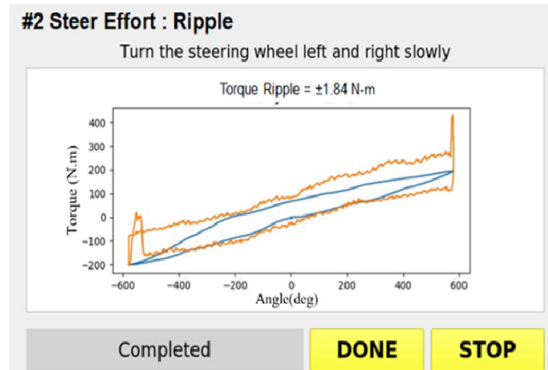 #2 Steer Effort : Ripple
Turn the steering wheel left and right slowly
Torque Ripple = ±1.84 N-m
Torque (N.m)
400
300
200
100
0
−100
−200
−600 −400 −200 0 200 400 600
Angle(deg)
Completed DONE STOP